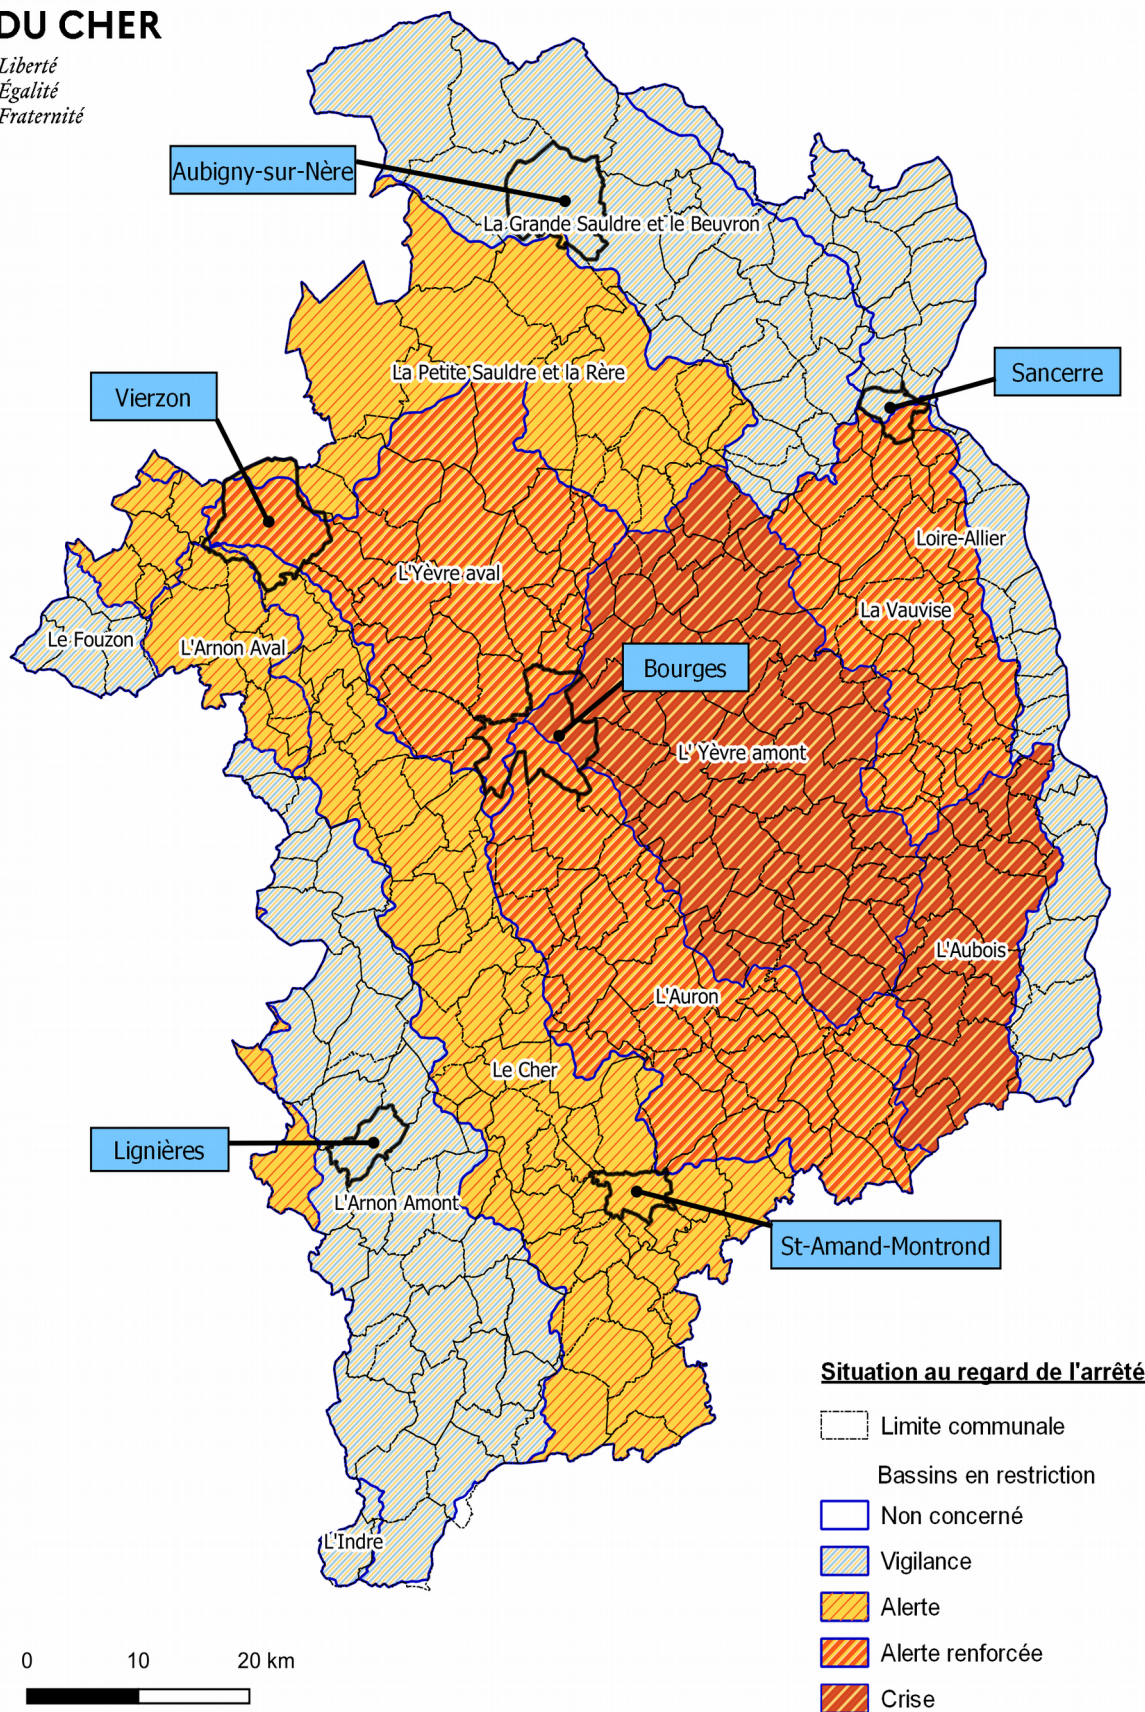 DU CHER
Liberté
Égalité
Fraternité
Aubigny-sur-Nère
La Grande Sauldre et le Beuvron
La Petite Sauldre et la Rère
Sancerre
Vierzon
Loire-Allier
L'Yèvre aval
La Vauvise
Le Fouzon
L'Arnon Aval
Bourges
L' Yèvre amont
L'Aubois
L'Auron
Le Cher
Lignières
L'Arnon Amont
St-Amand-Montrond
L'Indre
Situation au regard de l'arrêté
Limite communale
Bassins en restriction
Non concerné
Vigilance
Alerte
Alerte renforcée
Crise
0 10 20 km